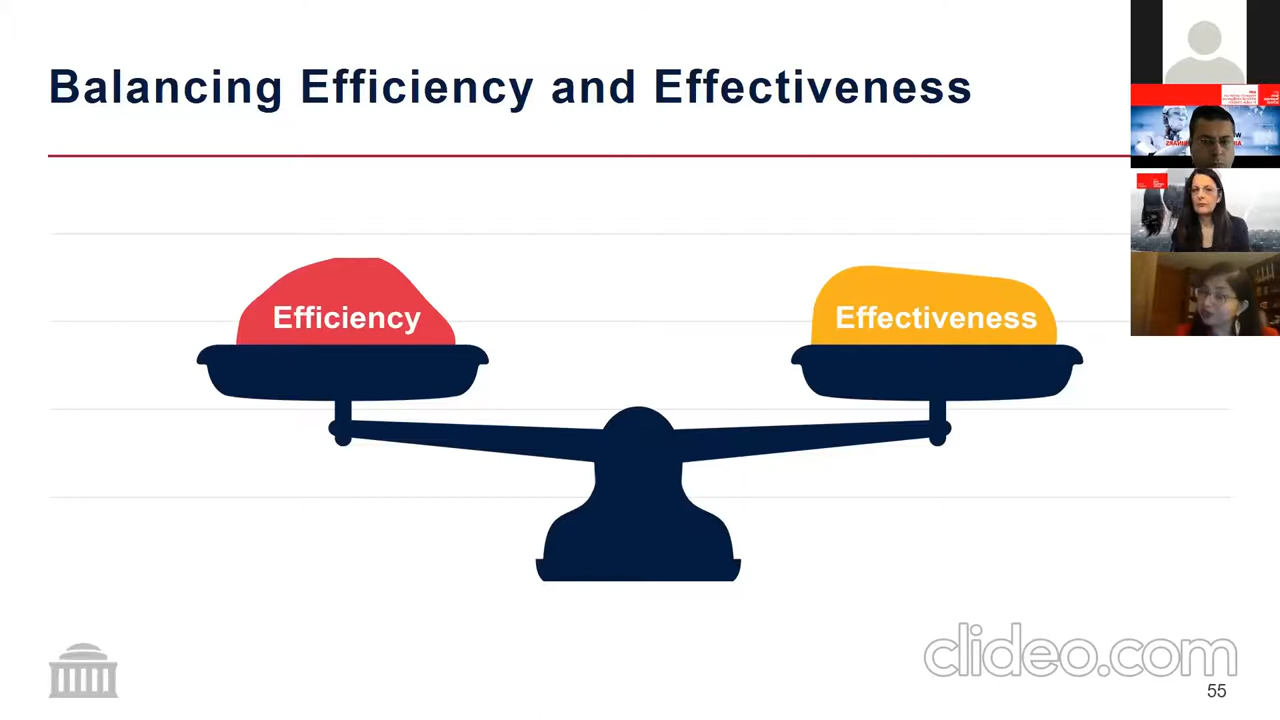 Balancing Efficiency and Effectiveness
Efficiency
Effectiveness
clideo.com
55